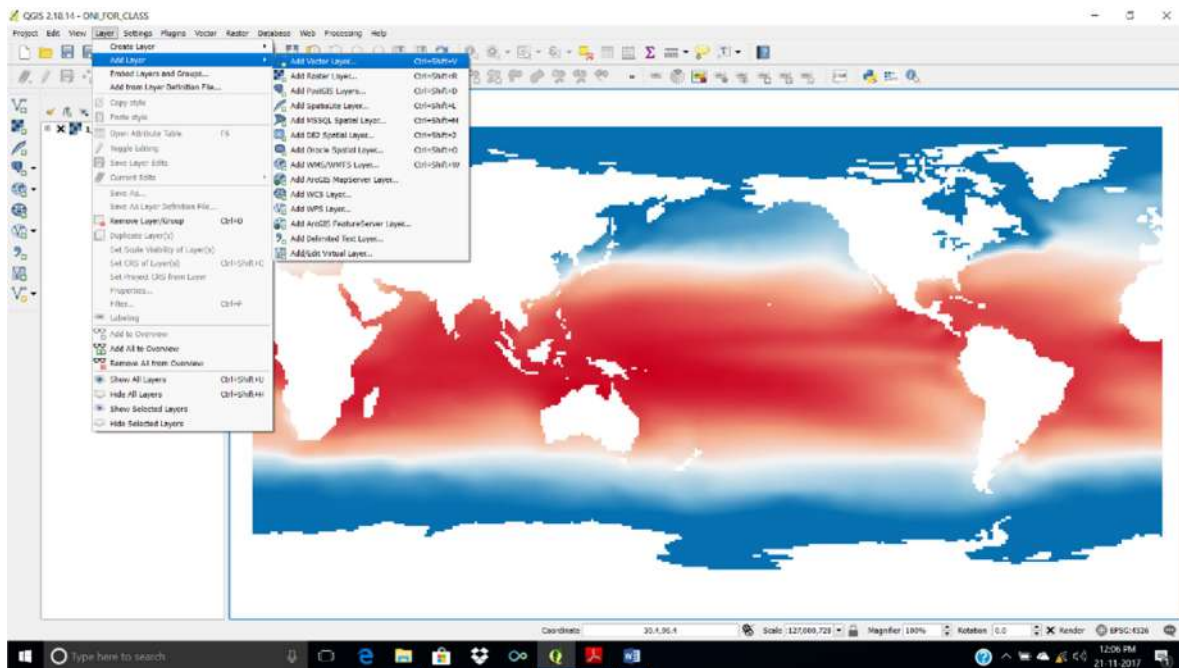 QGIS 2.18.14 - ONI_FOR_CLASS
Project Edit View Layer Settings Plugins Vector Raster Database Web Processing Help
Create Layer
Add Layer
Embed Layers and Groups...
Add from Layer Definition File...
Copy style
Paste style
Open Attribute Table F6
Toggle Editing
Save Layer Edits
Current Edits
Save As...
Save As Layer Definition File...
Remove Layer/Group Ctrl+D
Duplicate Layer(s)
Set Scale Visibility of Layer(s)
Set CRS of Layer(s) Ctrl+Shift+C
Set Project CRS from Layer
Properties...
Filter... Ctrl+F
Labeling
Add to Overview
Add All to Overview
Remove All from Overview
Show All Layers Ctrl+Shift+U
Hide All Layers Ctrl+Shift+H
Show Selected Layers
Hide Selected Layers
Add Vector Layer... Ctrl+Shift+V
Add Raster Layer... Ctrl+Shift+R
Add PostGIS Layers... Ctrl+Shift+D
Add SpatiaLite Layer... Ctrl+Shift+L
Add MSSQL Spatial Layer... Ctrl+Shift+M
Add DB2 Spatial Layer... Ctrl+Shift+2
Add Oracle Spatial Layer... Ctrl+Shift+O
Add WMS/WMTS Layer... Ctrl+Shift+W
Add ArcGIS MapServer Layer...
Add WCS Layer...
Add WFS Layer...
Add ArcGIS FeatureServer Layer...
Add Delimited Text Layer...
Add/Edit Virtual Layer...
Coordinate Scale Magnifier 100% Rotation 0.0 Render EPSG:4326
Type here to search
12:06 PM
21-11-2017